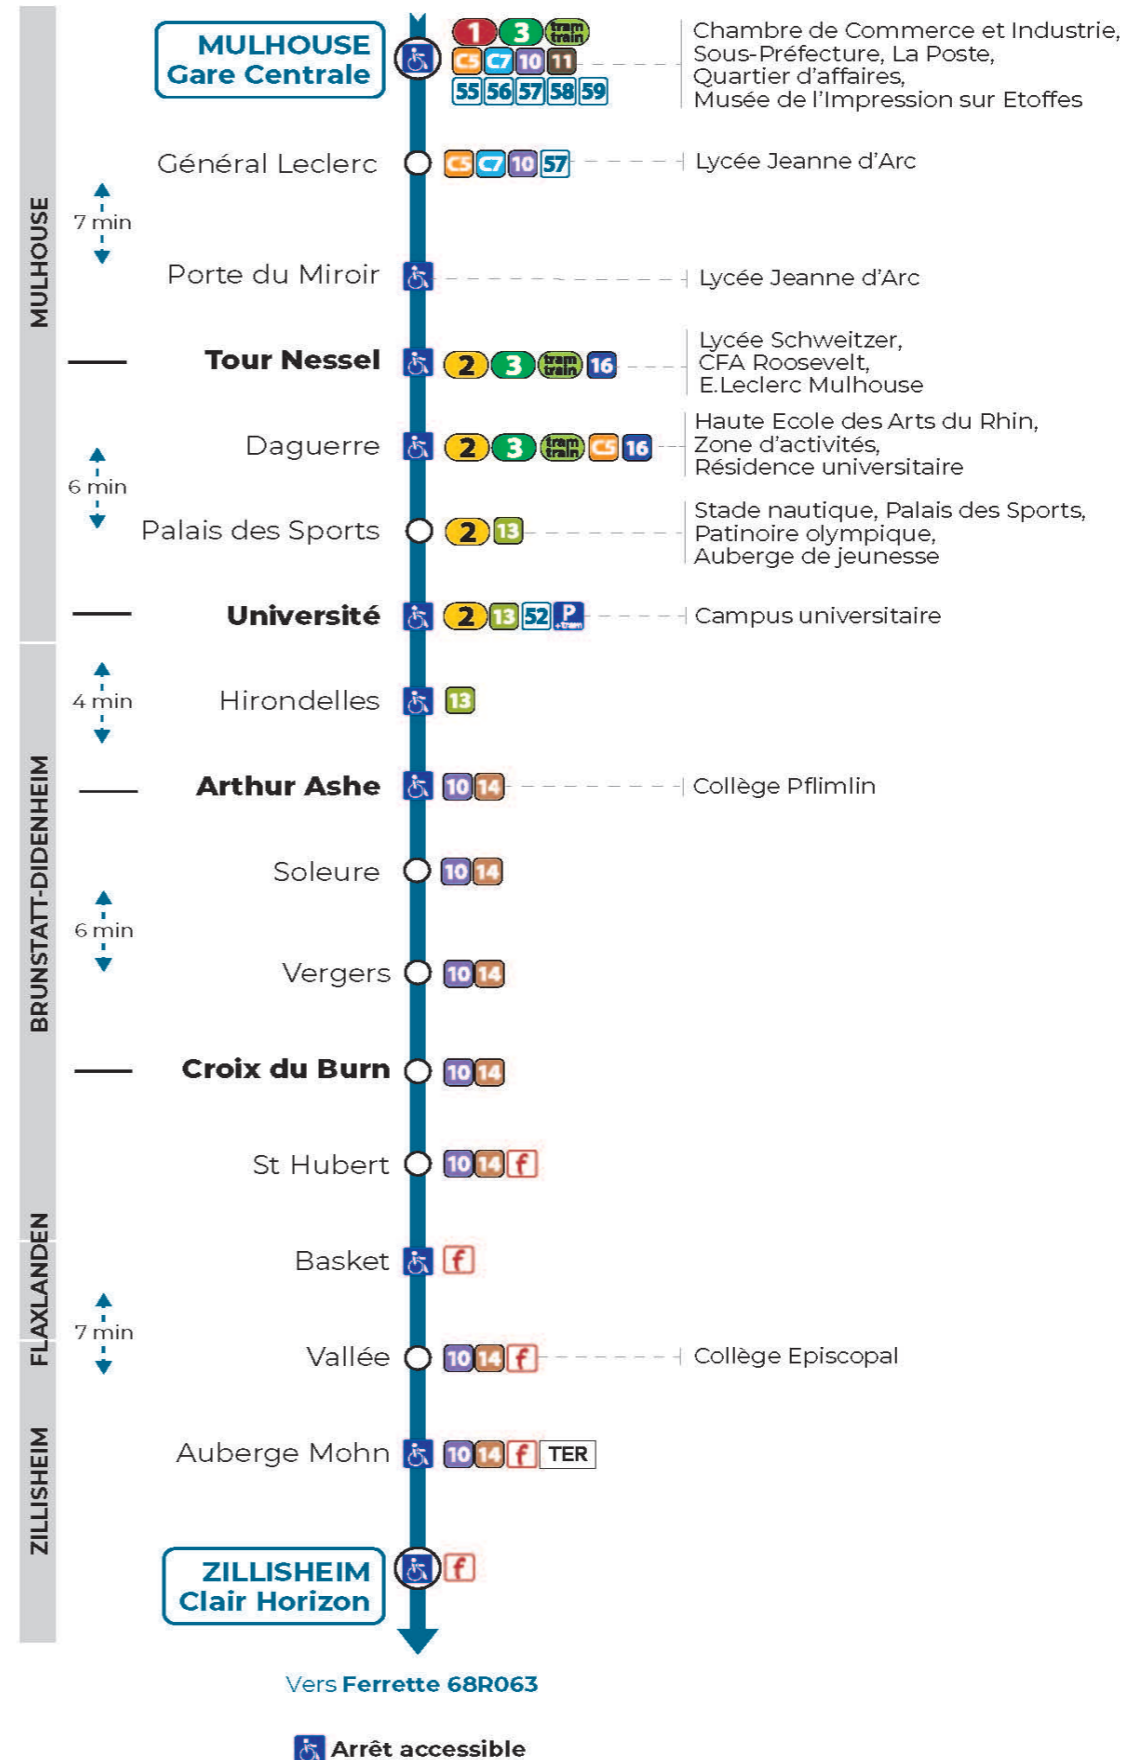 MULHOUSE
Gare Centrale
1 3 tram train
C5 C7 10 11
55 56 57 58 59
Chambre de Commerce et Industrie,
Sous-Préfecture, La Poste,
Quartier d'affaires,
Musée de l'Impression sur Etoffes
MULHOUSE
Général Leclerc
C5 C7 10 57
Lycée Jeanne d'Arc
7 min
Porte du Miroir
Lycée Jeanne d'Arc
Tour Nessel
2 3 tram train 16
Lycée Schweitzer,
CFA Roosevelt,
E.Leclerc Mulhouse
Daguerre
2 3 tram train C5 16
Haute Ecole des Arts du Rhin,
Zone d'activités,
Résidence universitaire
6 min
Palais des Sports
2 13
Stade nautique, Palais des Sports,
Patinoire olympique,
Auberge de jeunesse
Université
2 13 52 P +tram
Campus universitaire
BRUNSTATT-DIDENHEIM
4 min
Hirondelles
13
Arthur Ashe
10 14
Collège Pflimlin
Soleure
10 14
6 min
Vergers
10 14
Croix du Burn
10 14
St Hubert
10 14 f
FLAXLANDEN
Basket
f
7 min
Vallée
10 14 f
Collège Episcopal
ZILLISHEIM
Auberge Mohn
10 14 f TER
ZILLISHEIM
Clair Horizon
f
Vers Ferrette 68R063
Arrêt accessible